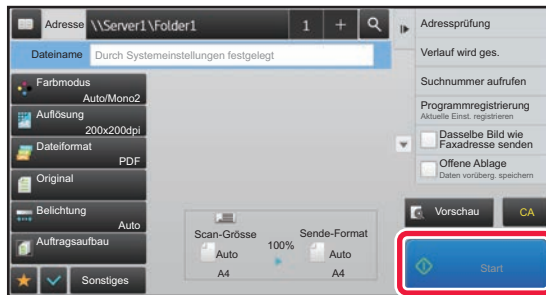 Adresse \\Server1\Folder1 1 +
Dateiname Durch Systemeinstellungen festgelegt
Farbmodus
Auto/Mono2
Auflösung
200x200dpi
Dateiformat
PDF
Original
Belichtung
Auto
Auftragsaufbau
Sonstiges
Scan-Grösse
Auto
A4
100%
Sende-Format
Auto
A4
Adressprüfung
Verlauf wird ges.
Suchnummer aufrufen
Programmregistrierung
Aktuelle Einst. registrieren
Dasselbe Bild wie
Faxadresse senden
Offene Ablage
Daten vorüberg. speichern
Vorschau CA
Start